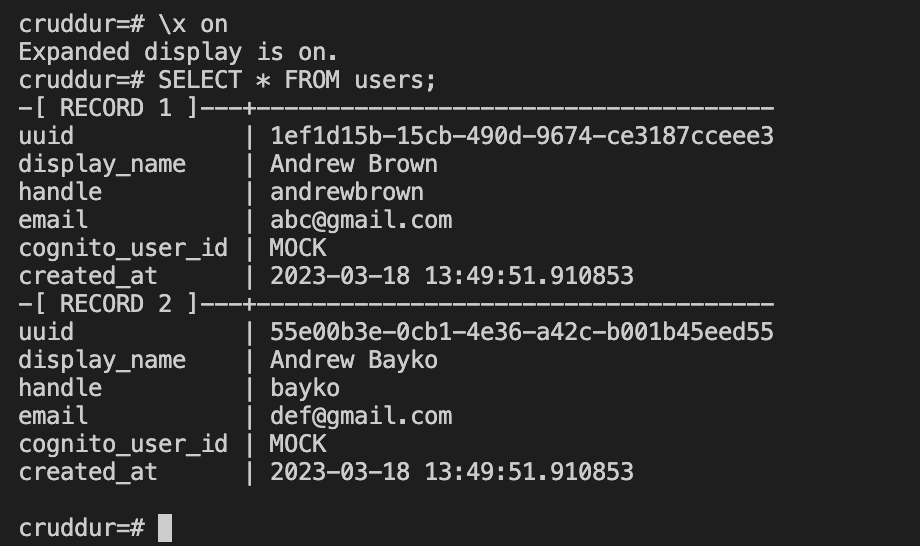 cruddur=# \x on
Expanded display is on.
cruddur=# SELECT * FROM users;
-[ RECORD 1 ]---+-------------------------------------
uuid            | 1ef1d15b-15cb-490d-9674-ce3187cceee3
display_name    | Andrew Brown
handle          | andrewbrown
email           | abc@gmail.com
cognito_user_id | MOCK
created_at      | 2023-03-18 13:49:51.910853
-[ RECORD 2 ]---+-------------------------------------
uuid            | 55e00b3e-0cb1-4e36-a42c-b001b45eed55
display_name    | Andrew Bayko
handle          | bayko
email           | def@gmail.com
cognito_user_id | MOCK
created_at      | 2023-03-18 13:49:51.910853
cruddur=#